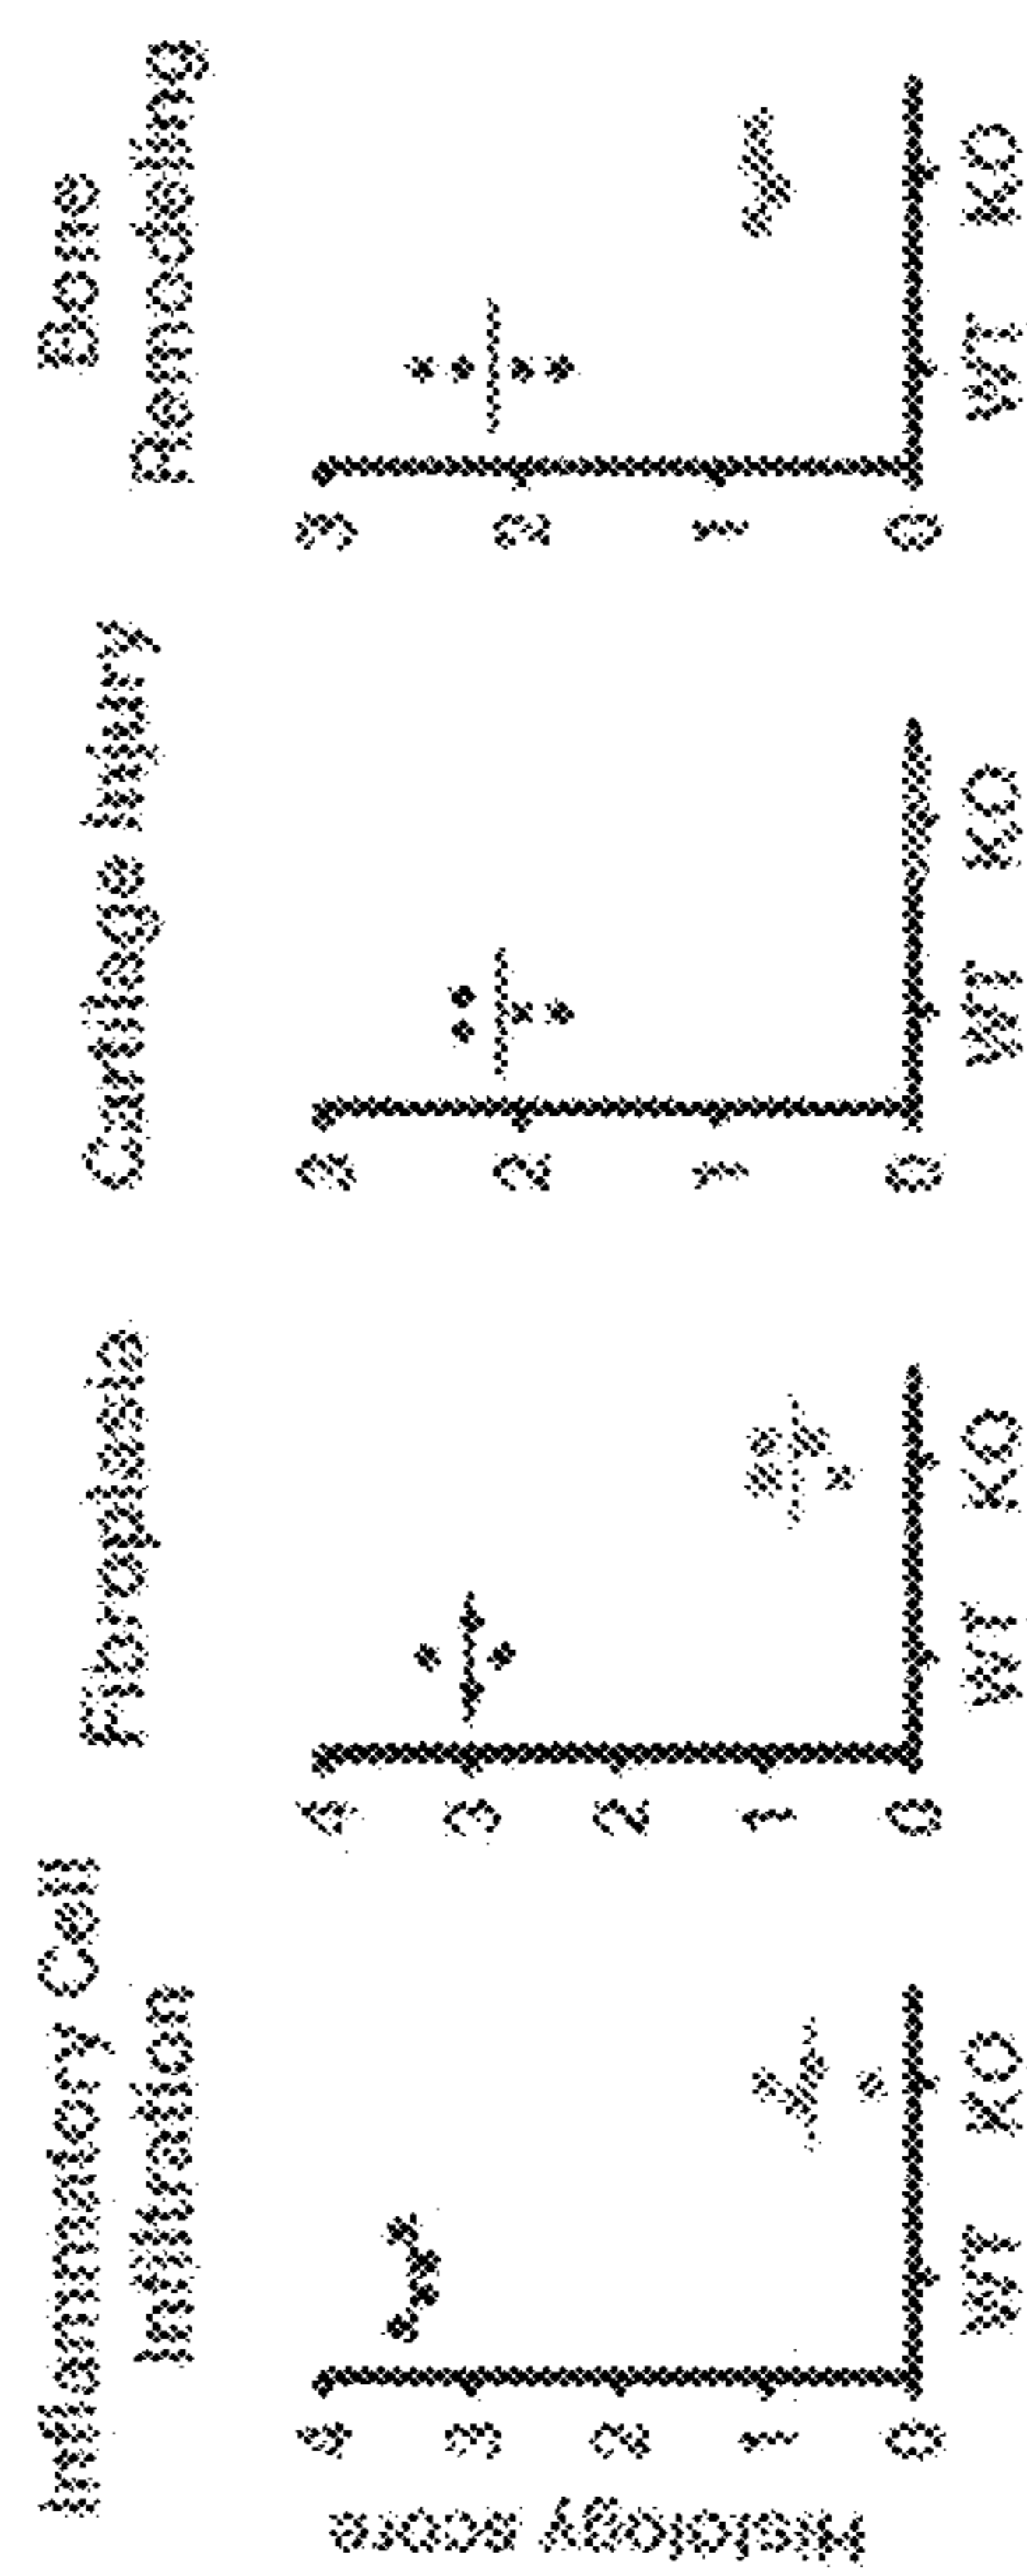 Inflammatory Cell
Infiltration
Histology score
4
3
2
1
0
WT KO
Fibroplasia
4
3
2
1
0
WT KO
Cartilage Injury
3
2
1
0
WT KO
Bone
Remodeling
3
2
1
0
WT KO